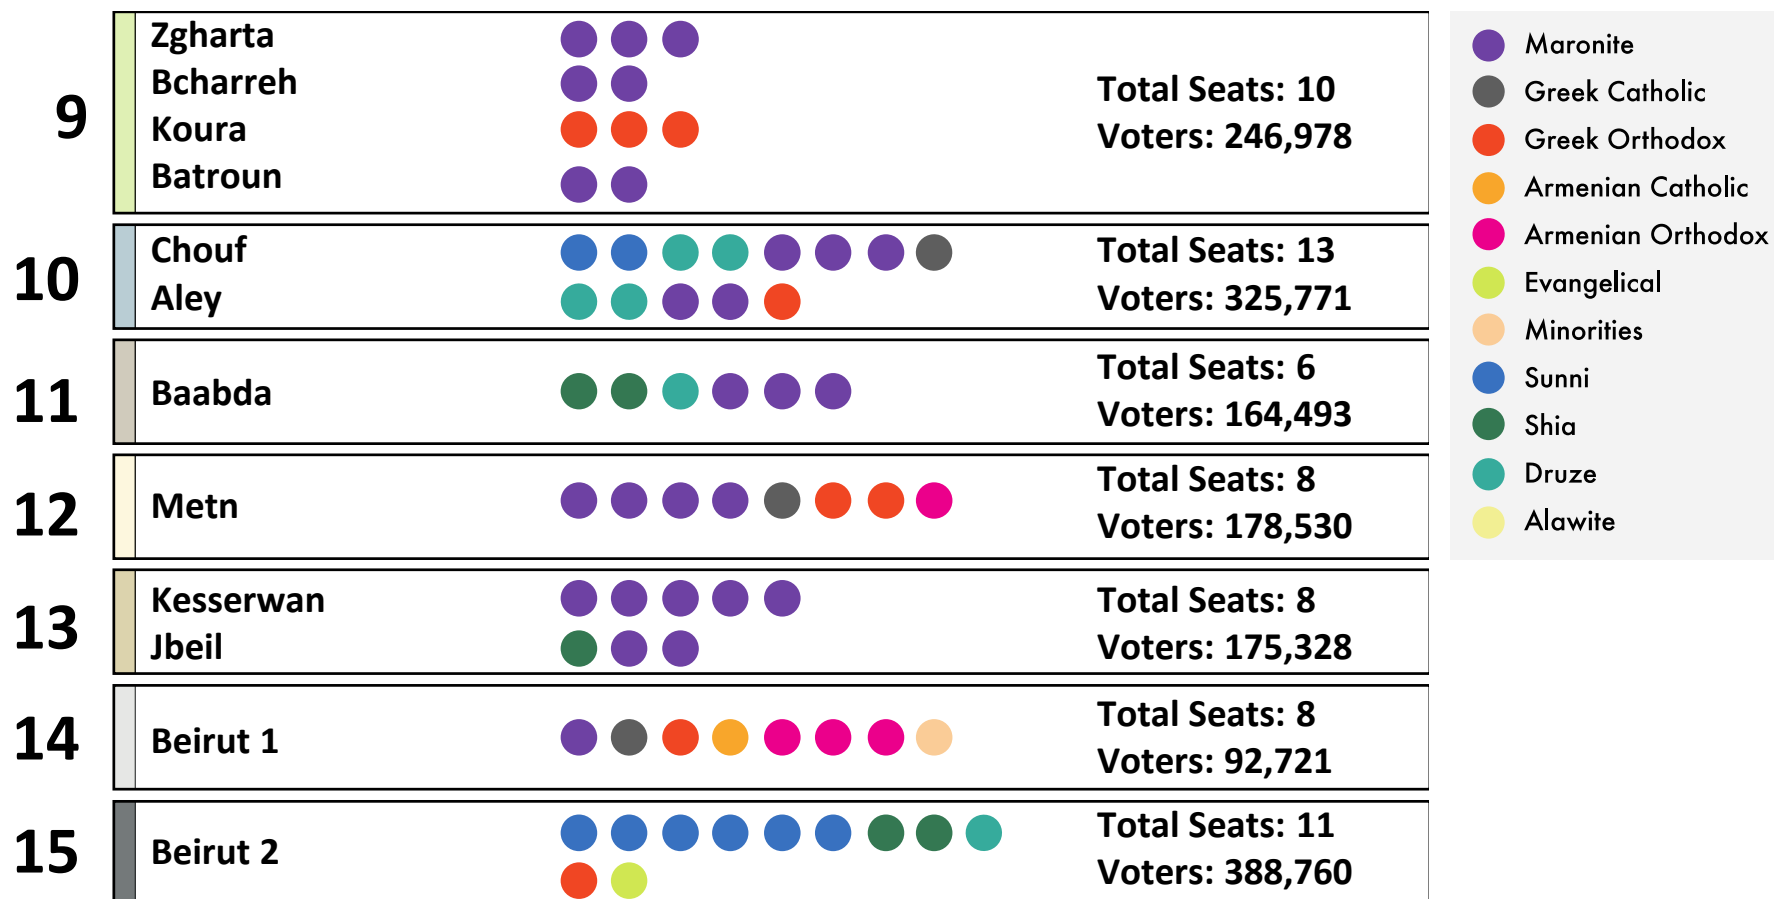 9
Zgharta
Bcharreh
Koura
Batroun
Total Seats: 10
Voters: 246,978
10
Chouf
Aley
Total Seats: 13
Voters: 325,771
11
Baabda
Total Seats: 6
Voters: 164,493
12
Metn
Total Seats: 8
Voters: 178,530
13
Kesserwan
Jbeil
Total Seats: 8
Voters: 175,328
14
Beirut 1
Total Seats: 8
Voters: 92,721
15
Beirut 2
Total Seats: 11
Voters: 388,760
Maronite
Greek Catholic
Greek Orthodox
Armenian Catholic
Armenian Orthodox
Evangelical
Minorities
Sunni
Shia
Druze
Alawite